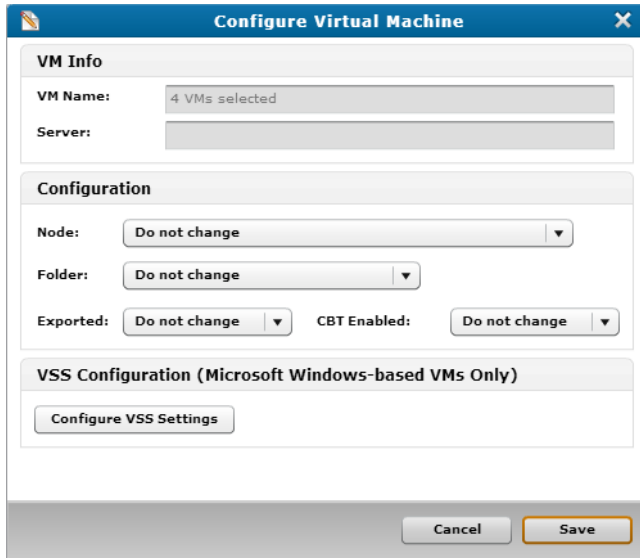 Configure Virtual Machine
VM Info
VM Name: 4 VMs selected
Server:
Configuration
Node: Do not change
Folder: Do not change
Exported: Do not change CBT Enabled: Do not change
VSS Configuration (Microsoft Windows-based VMs Only)
Configure VSS Settings
Cancel Save